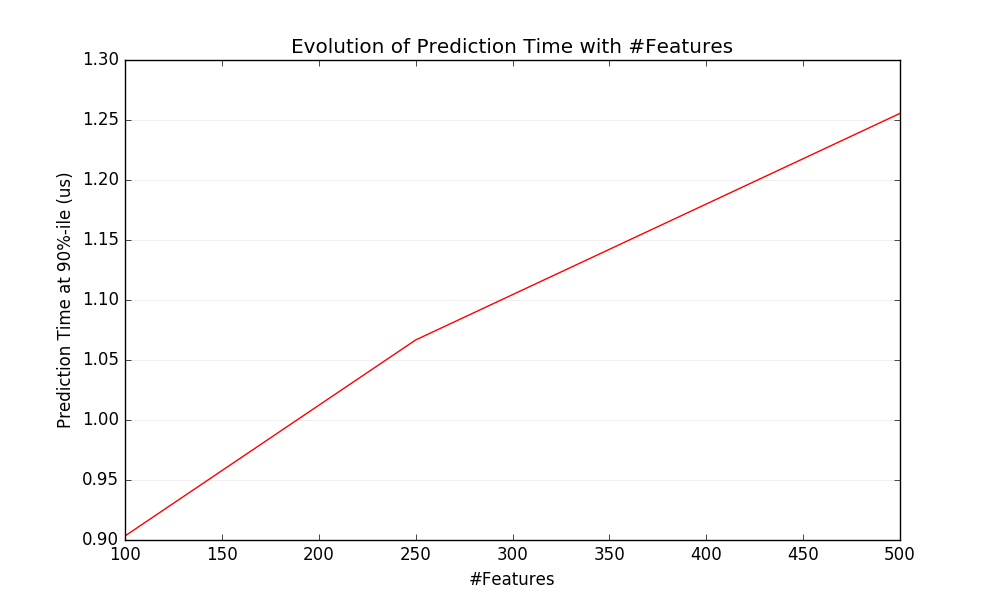 Evolution of Prediction Time with #Features
1.30
1.25
1.20
1.15
1.10
1.05
1.00
0.95
0.90
Prediction Time at 90%-ile (us)
100 150 200 250 300 350 400 450 500
#Features